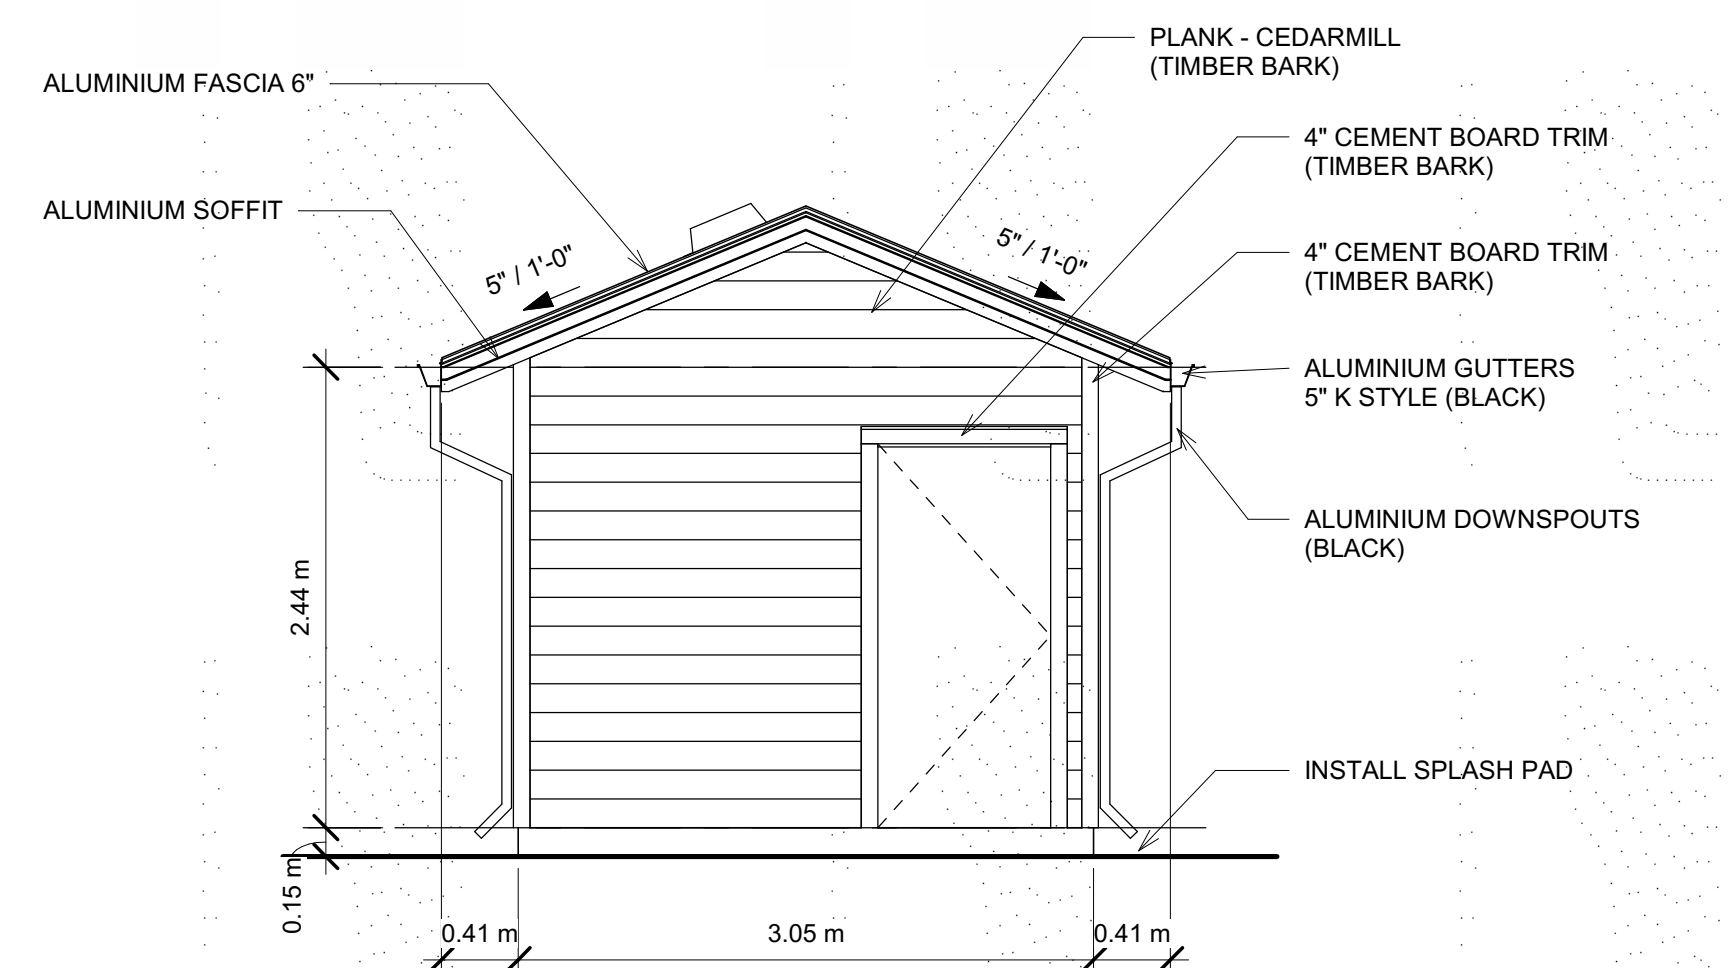 PLANK - CEDARMILL
(TIMBER BARK)
ALUMINIUM FASCIA 6"
4" CEMENT BOARD TRIM
(TIMBER BARK)
ALUMINIUM SOFFIT
5" / 1'-0"
5" / 1'-0"
4" CEMENT BOARD TRIM
(TIMBER BARK)
ALUMINIUM GUTTERS
5" K STYLE (BLACK)
ALUMINIUM DOWNSPOUTS
(BLACK)
2.44 m
INSTALL SPLASH PAD
0.15 m
0.41 m
3.05 m
0.41 m